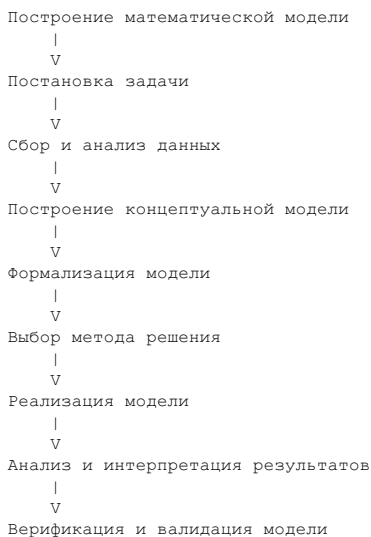 Построение математической модели
|
V
Постановка задачи
|
V
Сбор и анализ данных
|
V
Построение концептуальной модели
|
V
Формализация модели
|
V
Выбор метода решения
|
V
Реализация модели
|
V
Анализ и интерпретация результатов
|
V
Верификация и валидация модели